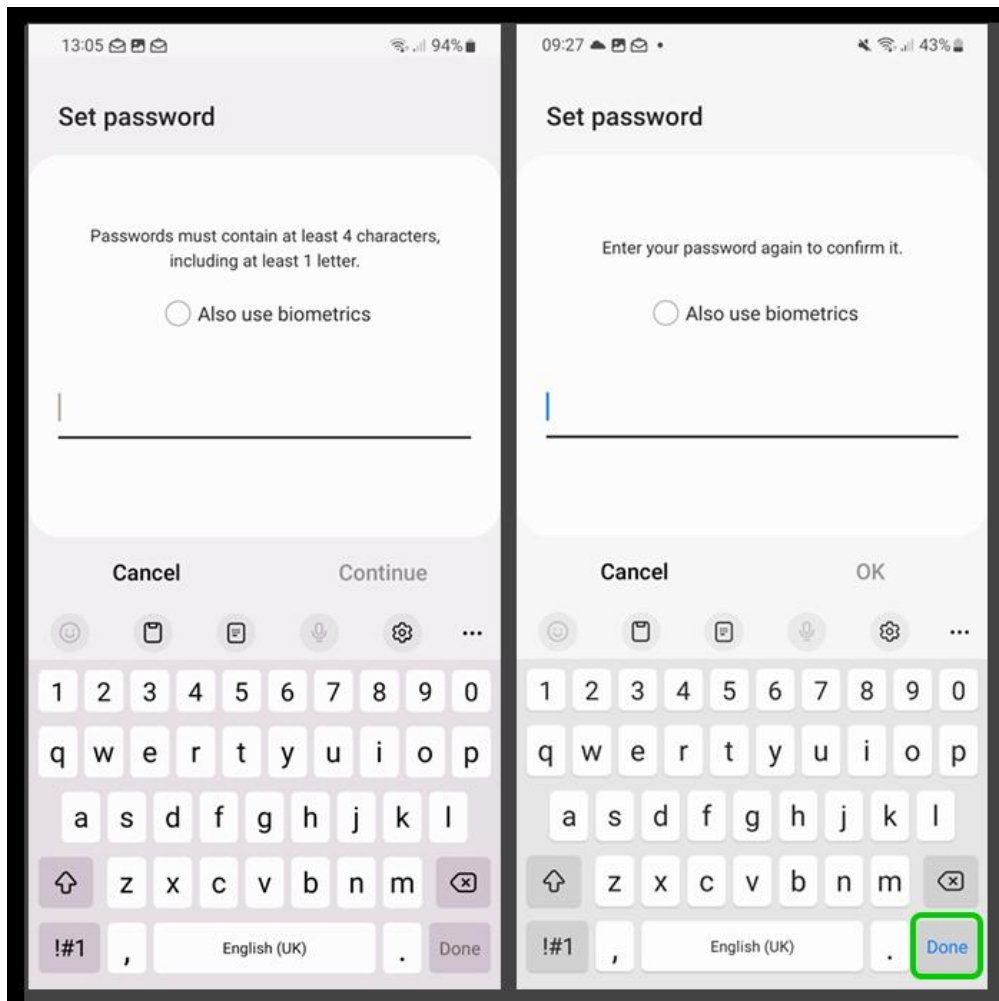 13:05
94%
Set password
Passwords must contain at least 4 characters,
including at least 1 letter.
Also use biometrics
Cancel
Continue
1 2 3 4 5 6 7 8 9 0
q w e r t y u i o p
a s d f g h j k l
z x c v b n m
!#1 , English (UK) . Done
09:27
43%
Set password
Enter your password again to confirm it.
Also use biometrics
Cancel
OK
1 2 3 4 5 6 7 8 9 0
q w e r t y u i o p
a s d f g h j k l
z x c v b n m
!#1 , English (UK) . Done